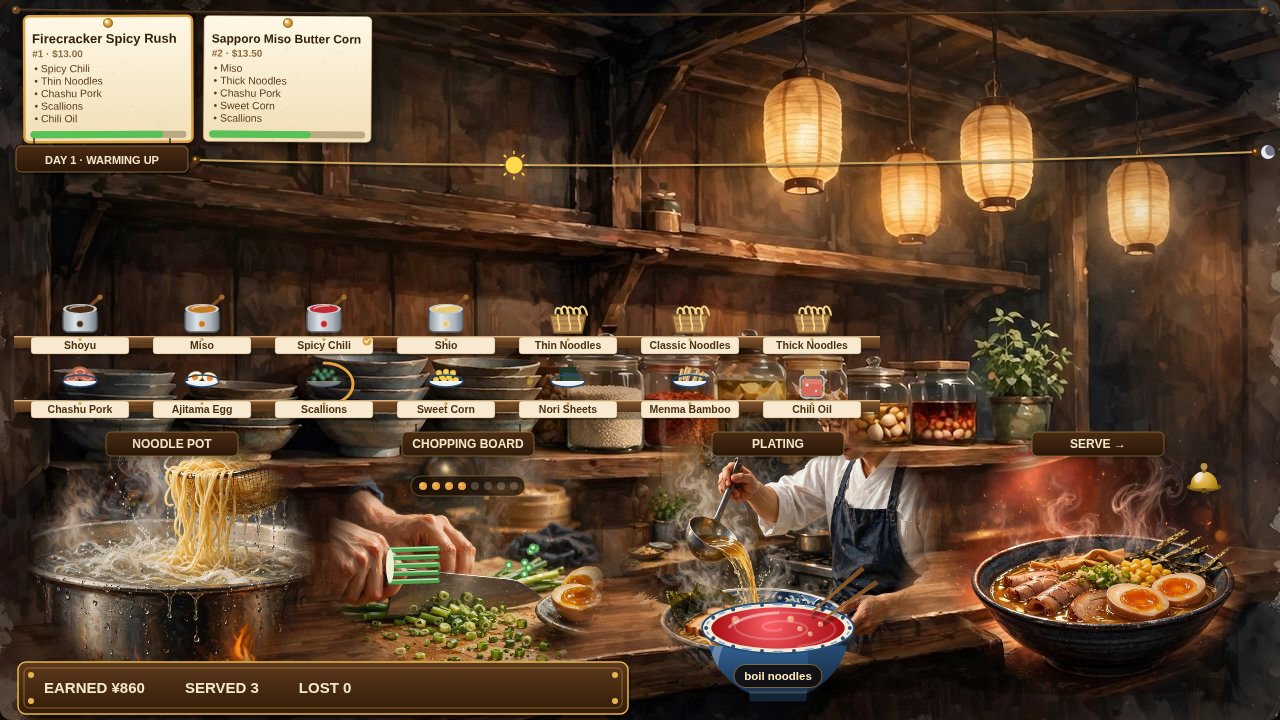 Firecracker Spicy Rush
#1 · $13.00
• Spicy Chili
• Thin Noodles
• Chashu Pork
• Scallions
• Chili Oil
Sapporo Miso Butter Corn
#2 · $13.50
• Miso
• Thick Noodles
• Chashu Pork
• Sweet Corn
• Scallions
DAY 1 · WARMING UP
Shoyu
Miso
Spicy Chili
Shio
Thin Noodles
Classic Noodles
Thick Noodles
Chashu Pork
Ajitama Egg
Scallions
Sweet Corn
Nori Sheets
Menma Bamboo
Chili Oil
NOODLE POT
CHOPPING BOARD
PLATING
SERVE →
boil noodles
EARNED ¥860 SERVED 3 LOST 0